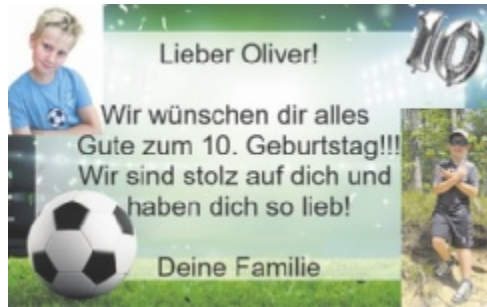 10
Lieber Oliver!
Wir wünschen dir alles
Gute zum 10. Geburtstag!!!
Wir sind stolz auf dich und
haben dich so lieb!
Deine Familie